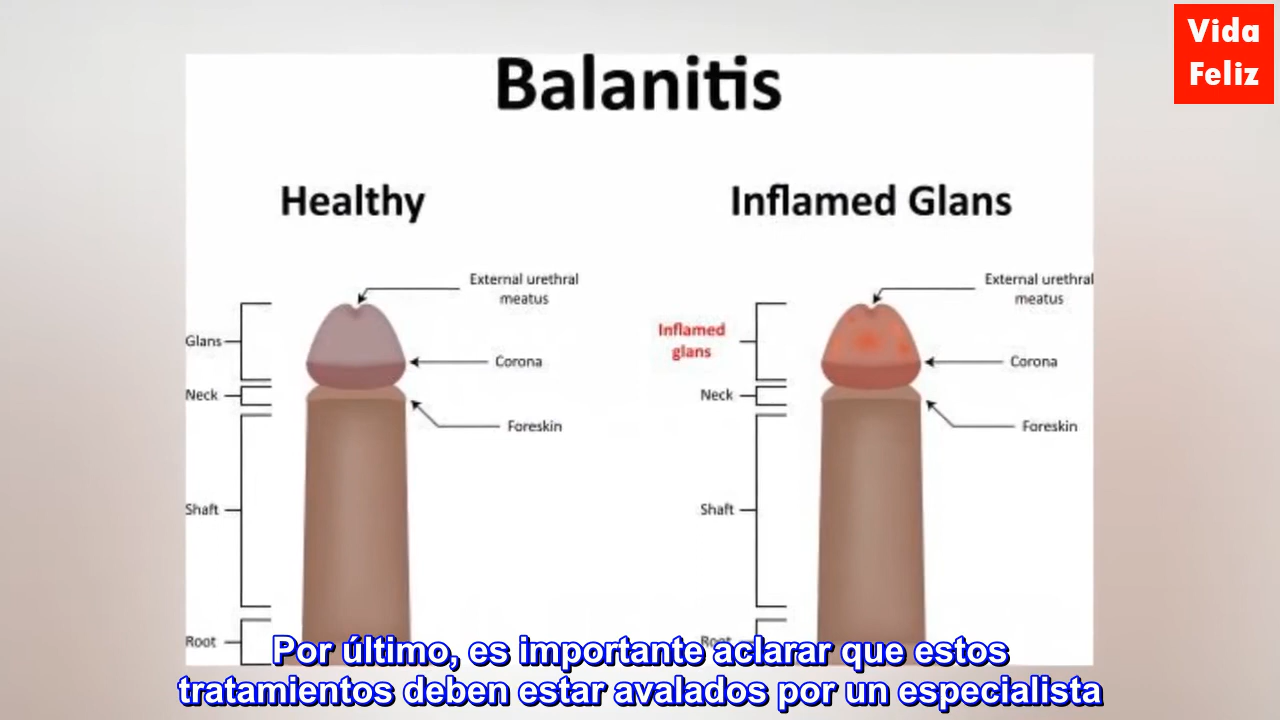 Vida
Feliz
Balanitis
Healthy
Inflamed Glans
External urethral
meatus
Glans
Corona
Neck
Foreskin
Shaft
Root
External urethral
meatus
Inflamed
glans
Corona
Neck
Foreskin
Shaft
Root
Por último, es importante aclarar que estos
tratamientos deben estar avalados por un especialista